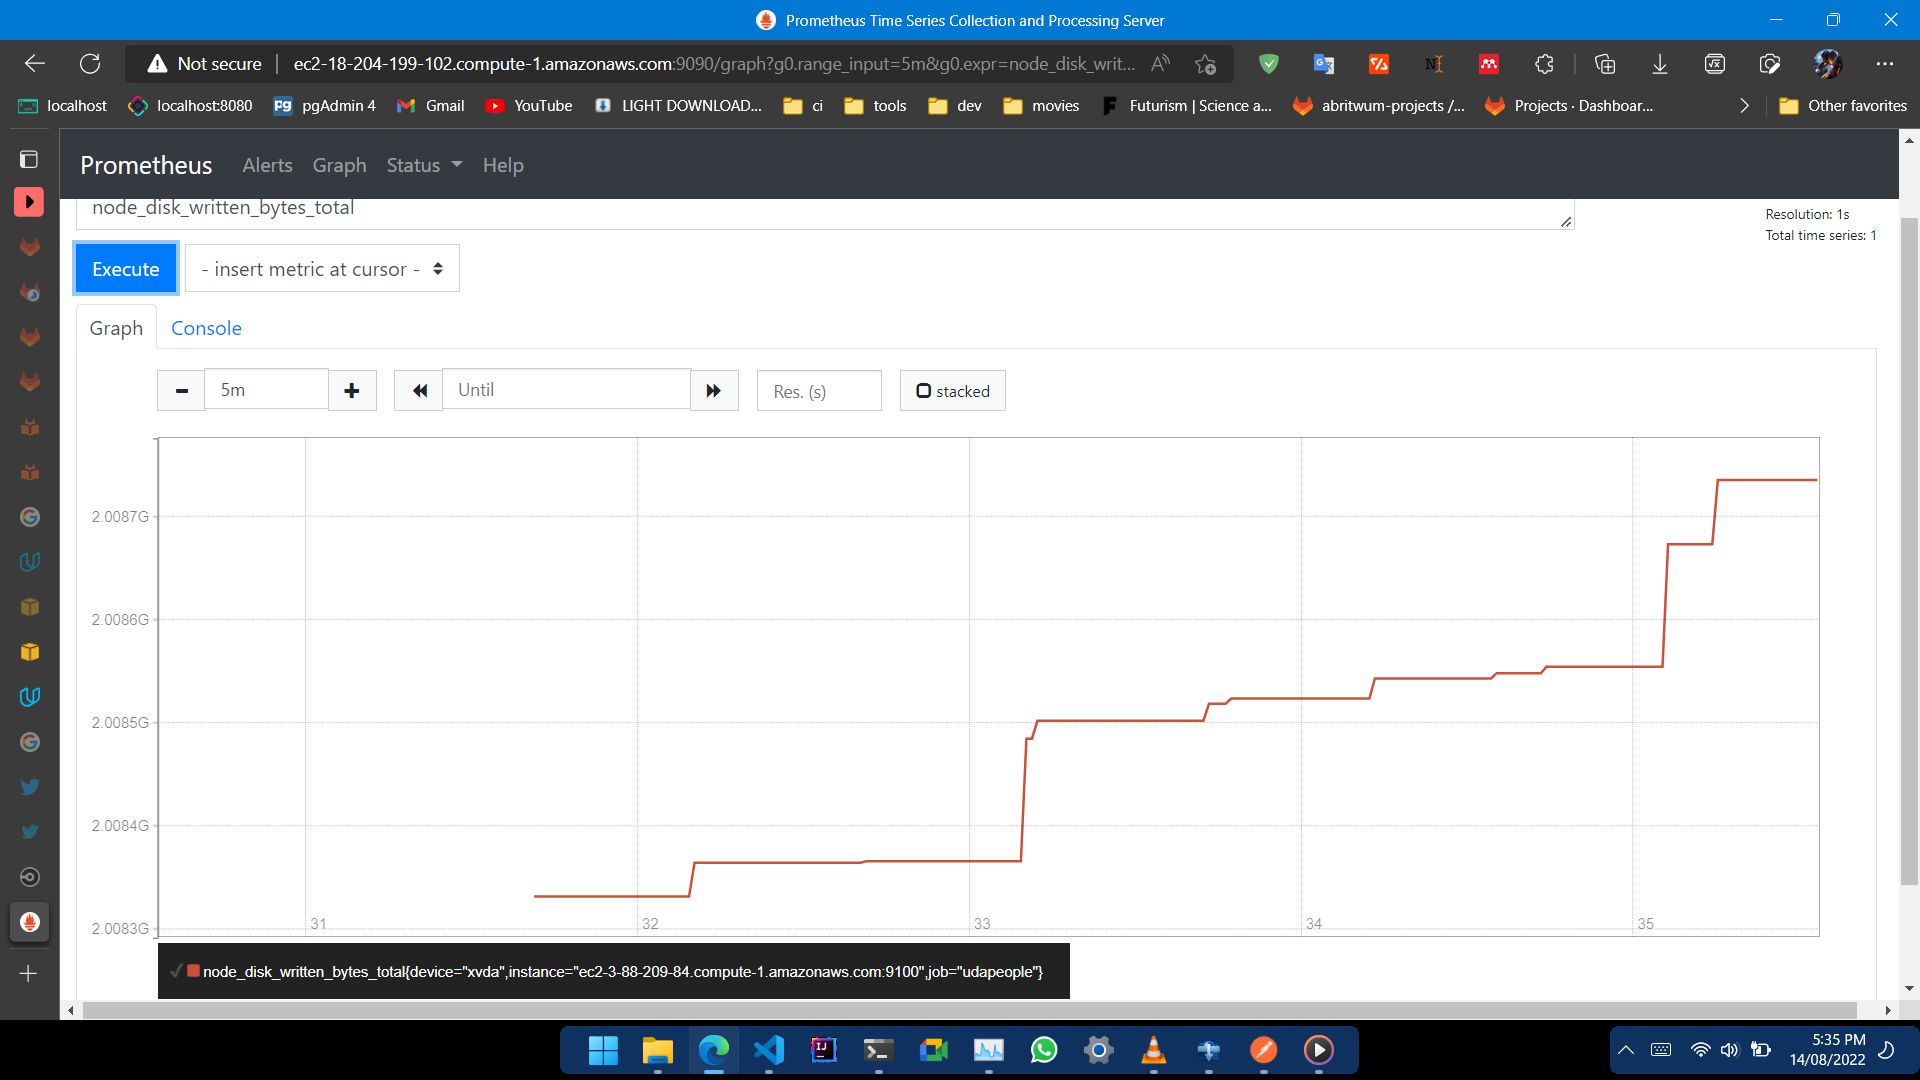 Prometheus Time Series Collection and Processing Server
Not secure
ec2-18-204-199-102.compute-1.amazonaws.com:9090/graph?g0.range_input=5m&g0.expr=node_disk_writ...
localhost
localhost:8080
pgAdmin 4
Gmail
YouTube
LIGHT DOWNLOAD...
ci
tools
dev
movies
Futurism | Science a...
abritwum-projects /...
Projects · Dashboar...
Other favorites
Prometheus
Alerts
Graph
Status
Help
node_disk_written_bytes_total
Resolution: 1s
Total time series: 1
Execute
- insert metric at cursor -
Graph
Console
5m
Until
Res. (s)
stacked
2.0087G
2.0086G
2.0085G
2.0084G
2.0083G
31
32
33
34
35
node_disk_written_bytes_total{device="xvda",instance="ec2-3-88-209-84.compute-1.amazonaws.com:9100",job="udapeople"}
5:35 PM
14/08/2022